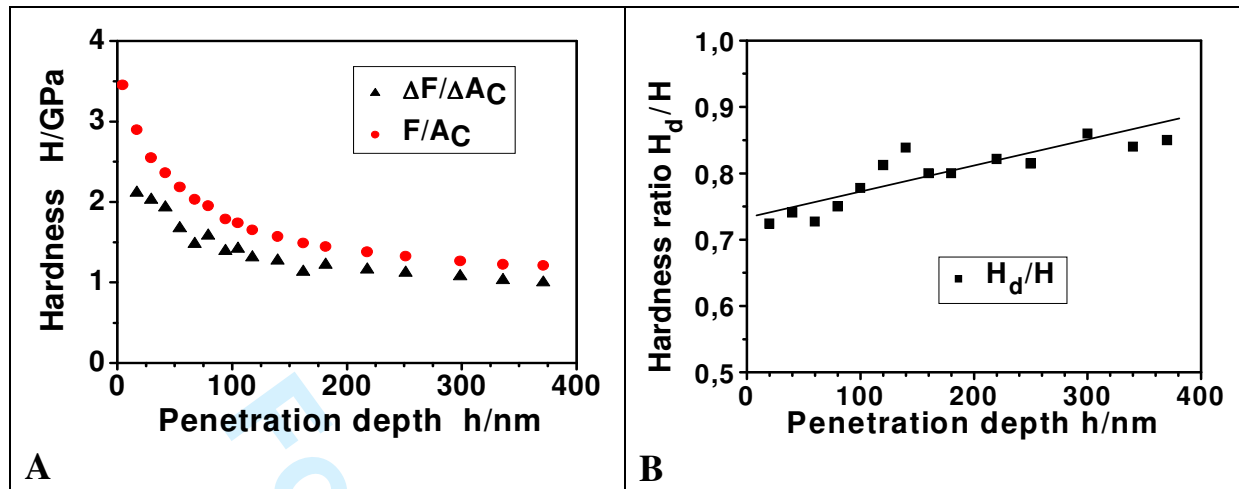 4
3
2
1
0
Hardness H/GPa
ΔF/ΔAC
F/AC
0 100 200 300 400
Penetration depth h/nm
A
1,0
0,9
0,8
0,7
0,6
0,5
Hardness ratio Hd/H
Hd/H
0 100 200 300 400
Penetration depth h/nm
B
Fo